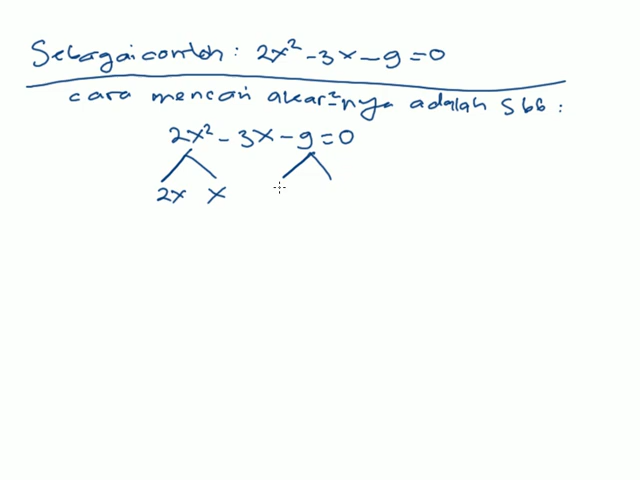 Sebagai contoh : 2x² - 3x - 9 = 0
cara mencari akar²nya adalah sbb :
2x² - 3x - 9 = 0
2x x